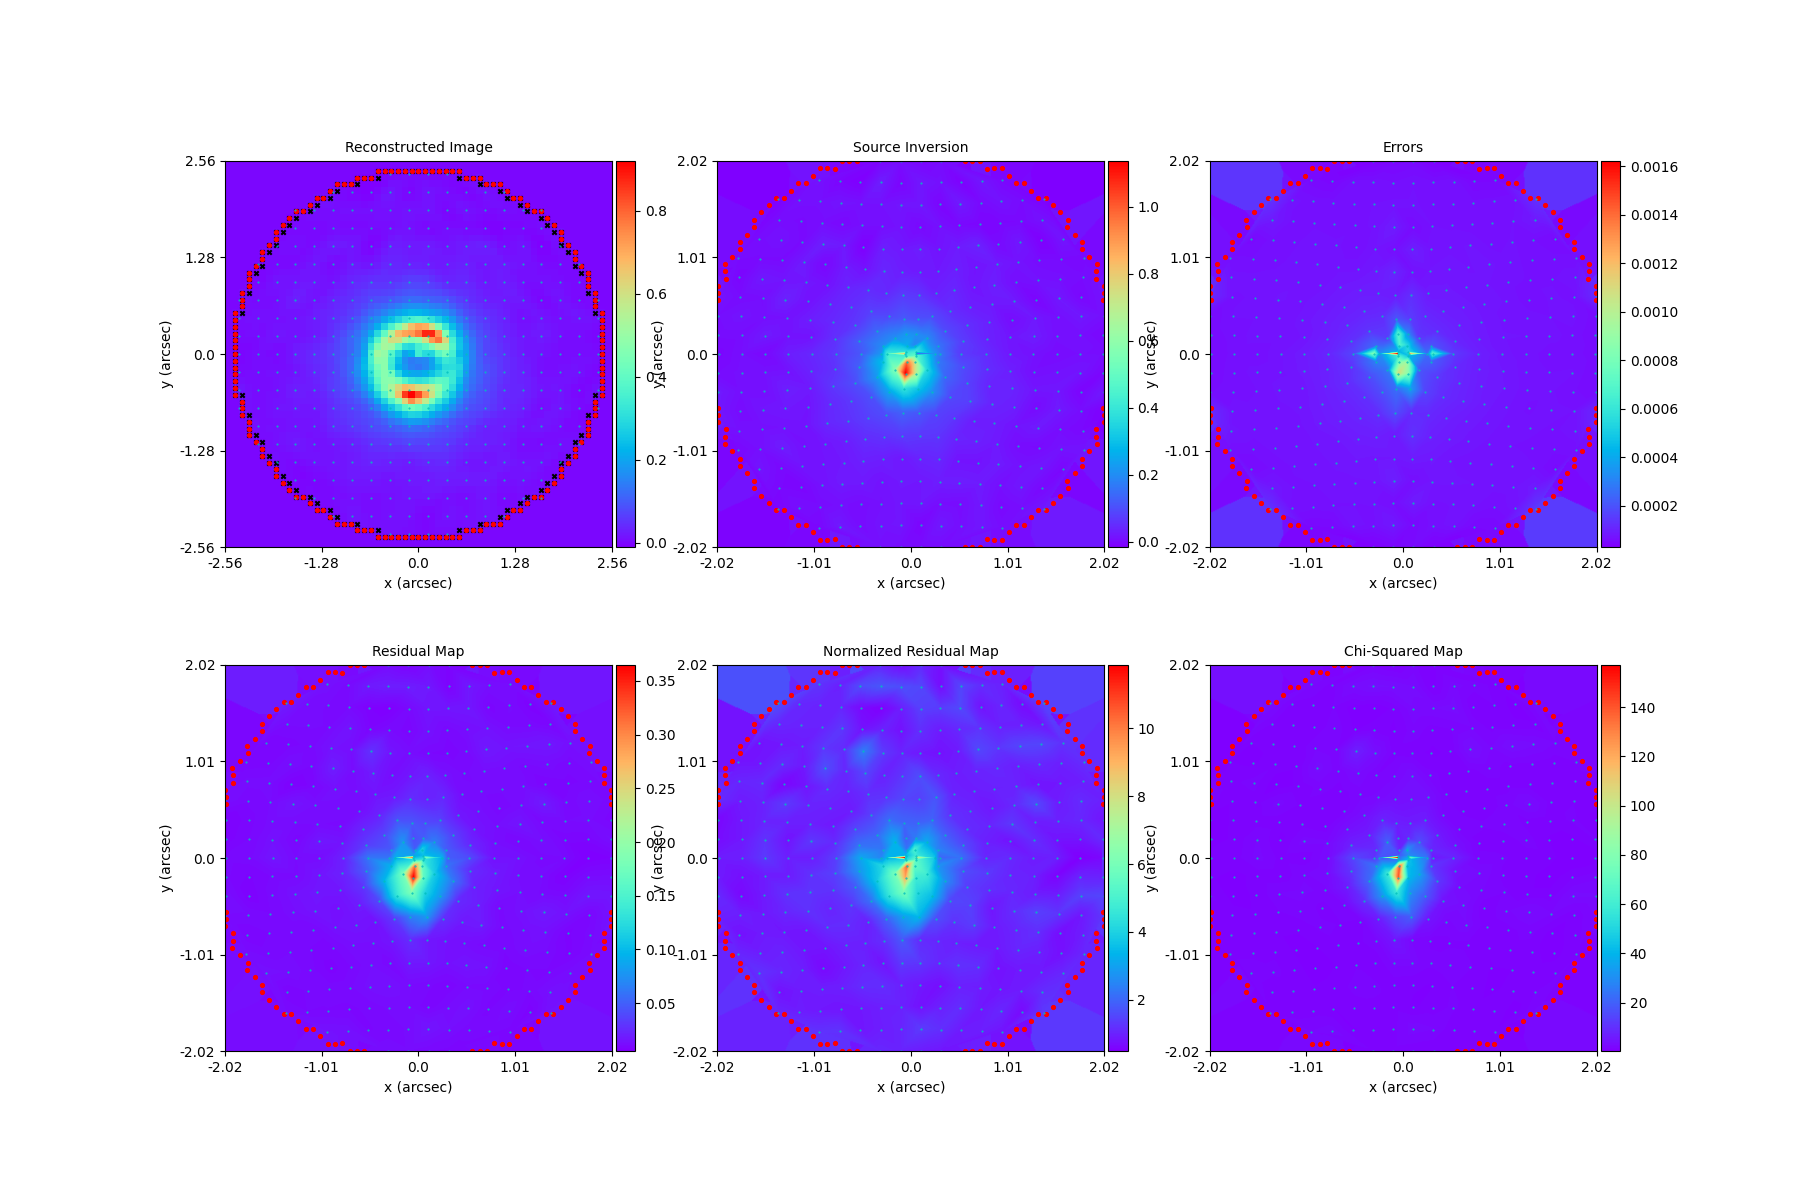 Reconstructed Image
2.56
1.28
0.0
-1.28
-2.56
y (arcsec)
-2.56 -1.28 0.0 1.28 2.56
x (arcsec)
0.8
0.6
0.4
0.2
0.0
Source Inversion
2.02
1.01
0.0
-1.01
-2.02
y (arcsec)
-2.02 -1.01 0.0 1.01 2.02
x (arcsec)
1.0
0.8
0.6
0.4
0.2
0.0
Errors
2.02
1.01
0.0
-1.01
-2.02
y (arcsec)
-2.02 -1.01 0.0 1.01 2.02
x (arcsec)
0.0016
0.0014
0.0012
0.0010
0.0008
0.0006
0.0004
0.0002
Residual Map
2.02
1.01
0.0
-1.01
-2.02
y (arcsec)
-2.02 -1.01 0.0 1.01 2.02
x (arcsec)
0.35
0.30
0.25
0.20
0.15
0.10
0.05
Normalized Residual Map
2.02
1.01
0.0
-1.01
-2.02
y (arcsec)
-2.02 -1.01 0.0 1.01 2.02
x (arcsec)
10
8
6
4
2
Chi-Squared Map
2.02
1.01
0.0
-1.01
-2.02
y (arcsec)
-2.02 -1.01 0.0 1.01 2.02
x (arcsec)
140
120
100
80
60
40
20